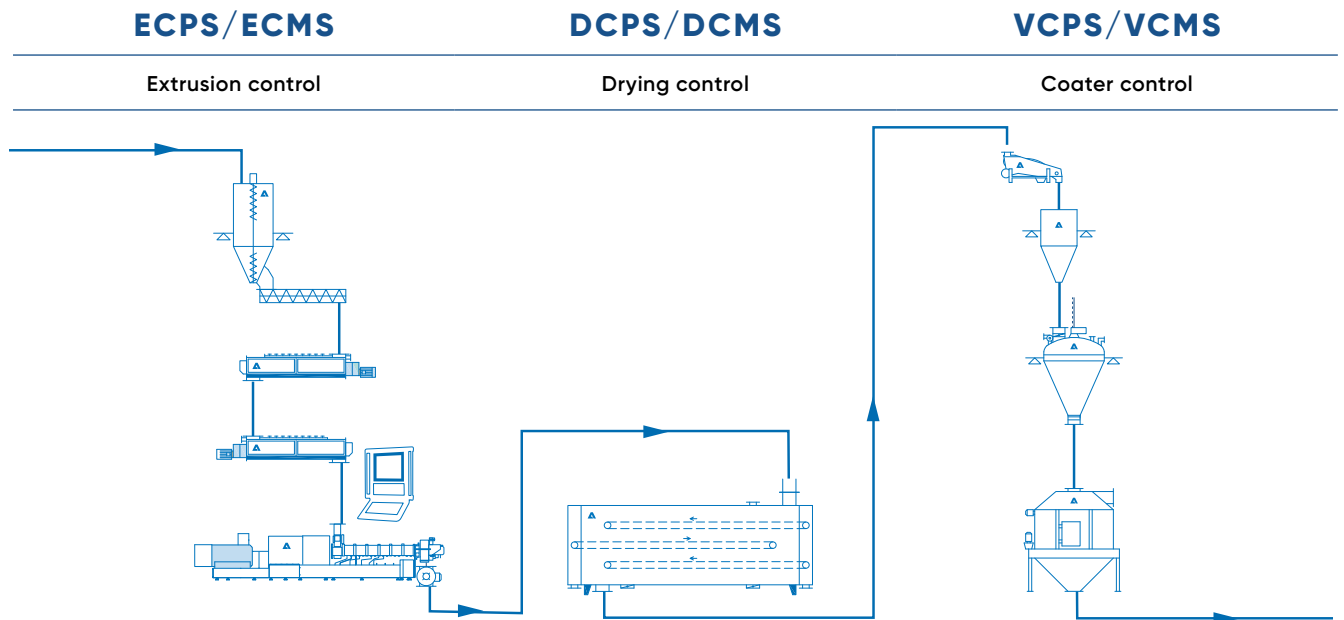 ECPS/ECMS
DCPS/DCMS
VCPS/VCMS
Extrusion control
Drying control
Coater control